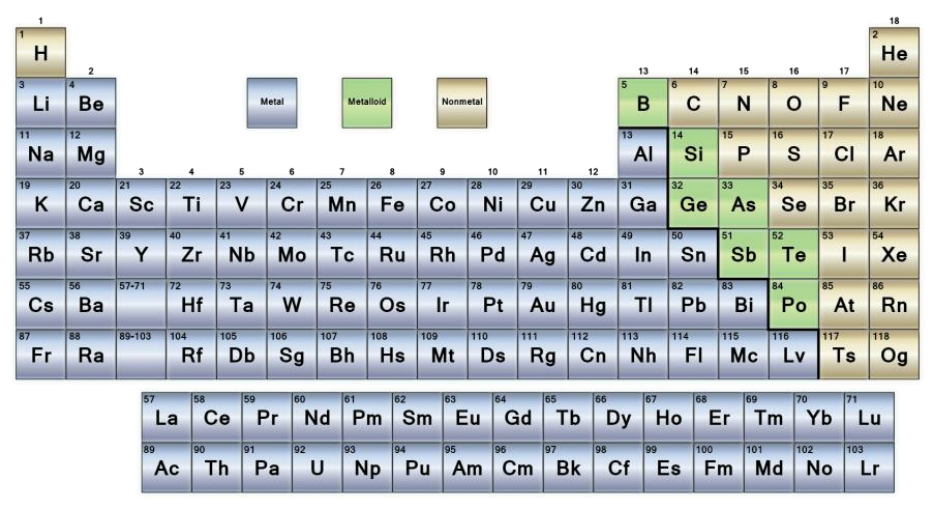 1 18
1 2
H He
2 13 14 15 16 17
3 4 5 6 7 8 9 10
Li Be Metal Metalloid Nonmetal B C N O F Ne
11 12 13 14 15 16 17 18
Na Mg Al Si P S Cl Ar
3 4 5 6 7 8 9 10 11 12
19 20 21 22 23 24 25 26 27 28 29 30 31 32 33 34 35 36
K Ca Sc Ti V Cr Mn Fe Co Ni Cu Zn Ga Ge As Se Br Kr
37 38 39 40 41 42 43 44 45 46 47 48 49 50 51 52 53 54
Rb Sr Y Zr Nb Mo Tc Ru Rh Pd Ag Cd In Sn Sb Te I Xe
55 56 57-71 72 73 74 75 76 77 78 79 80 81 82 83 84 85 86
Cs Ba Hf Ta W Re Os Ir Pt Au Hg Tl Pb Bi Po At Rn
87 88 89-103 104 105 106 107 108 109 110 111 112 113 114 115 116 117 118
Fr Ra Rf Db Sg Bh Hs Mt Ds Rg Cn Nh Fl Mc Lv Ts Og
57 58 59 60 61 62 63 64 65 66 67 68 69 70 71
La Ce Pr Nd Pm Sm Eu Gd Tb Dy Ho Er Tm Yb Lu
89 90 91 92 93 94 95 96 97 98 99 100 101 102 103
Ac Th Pa U Np Pu Am Cm Bk Cf Es Fm Md No Lr